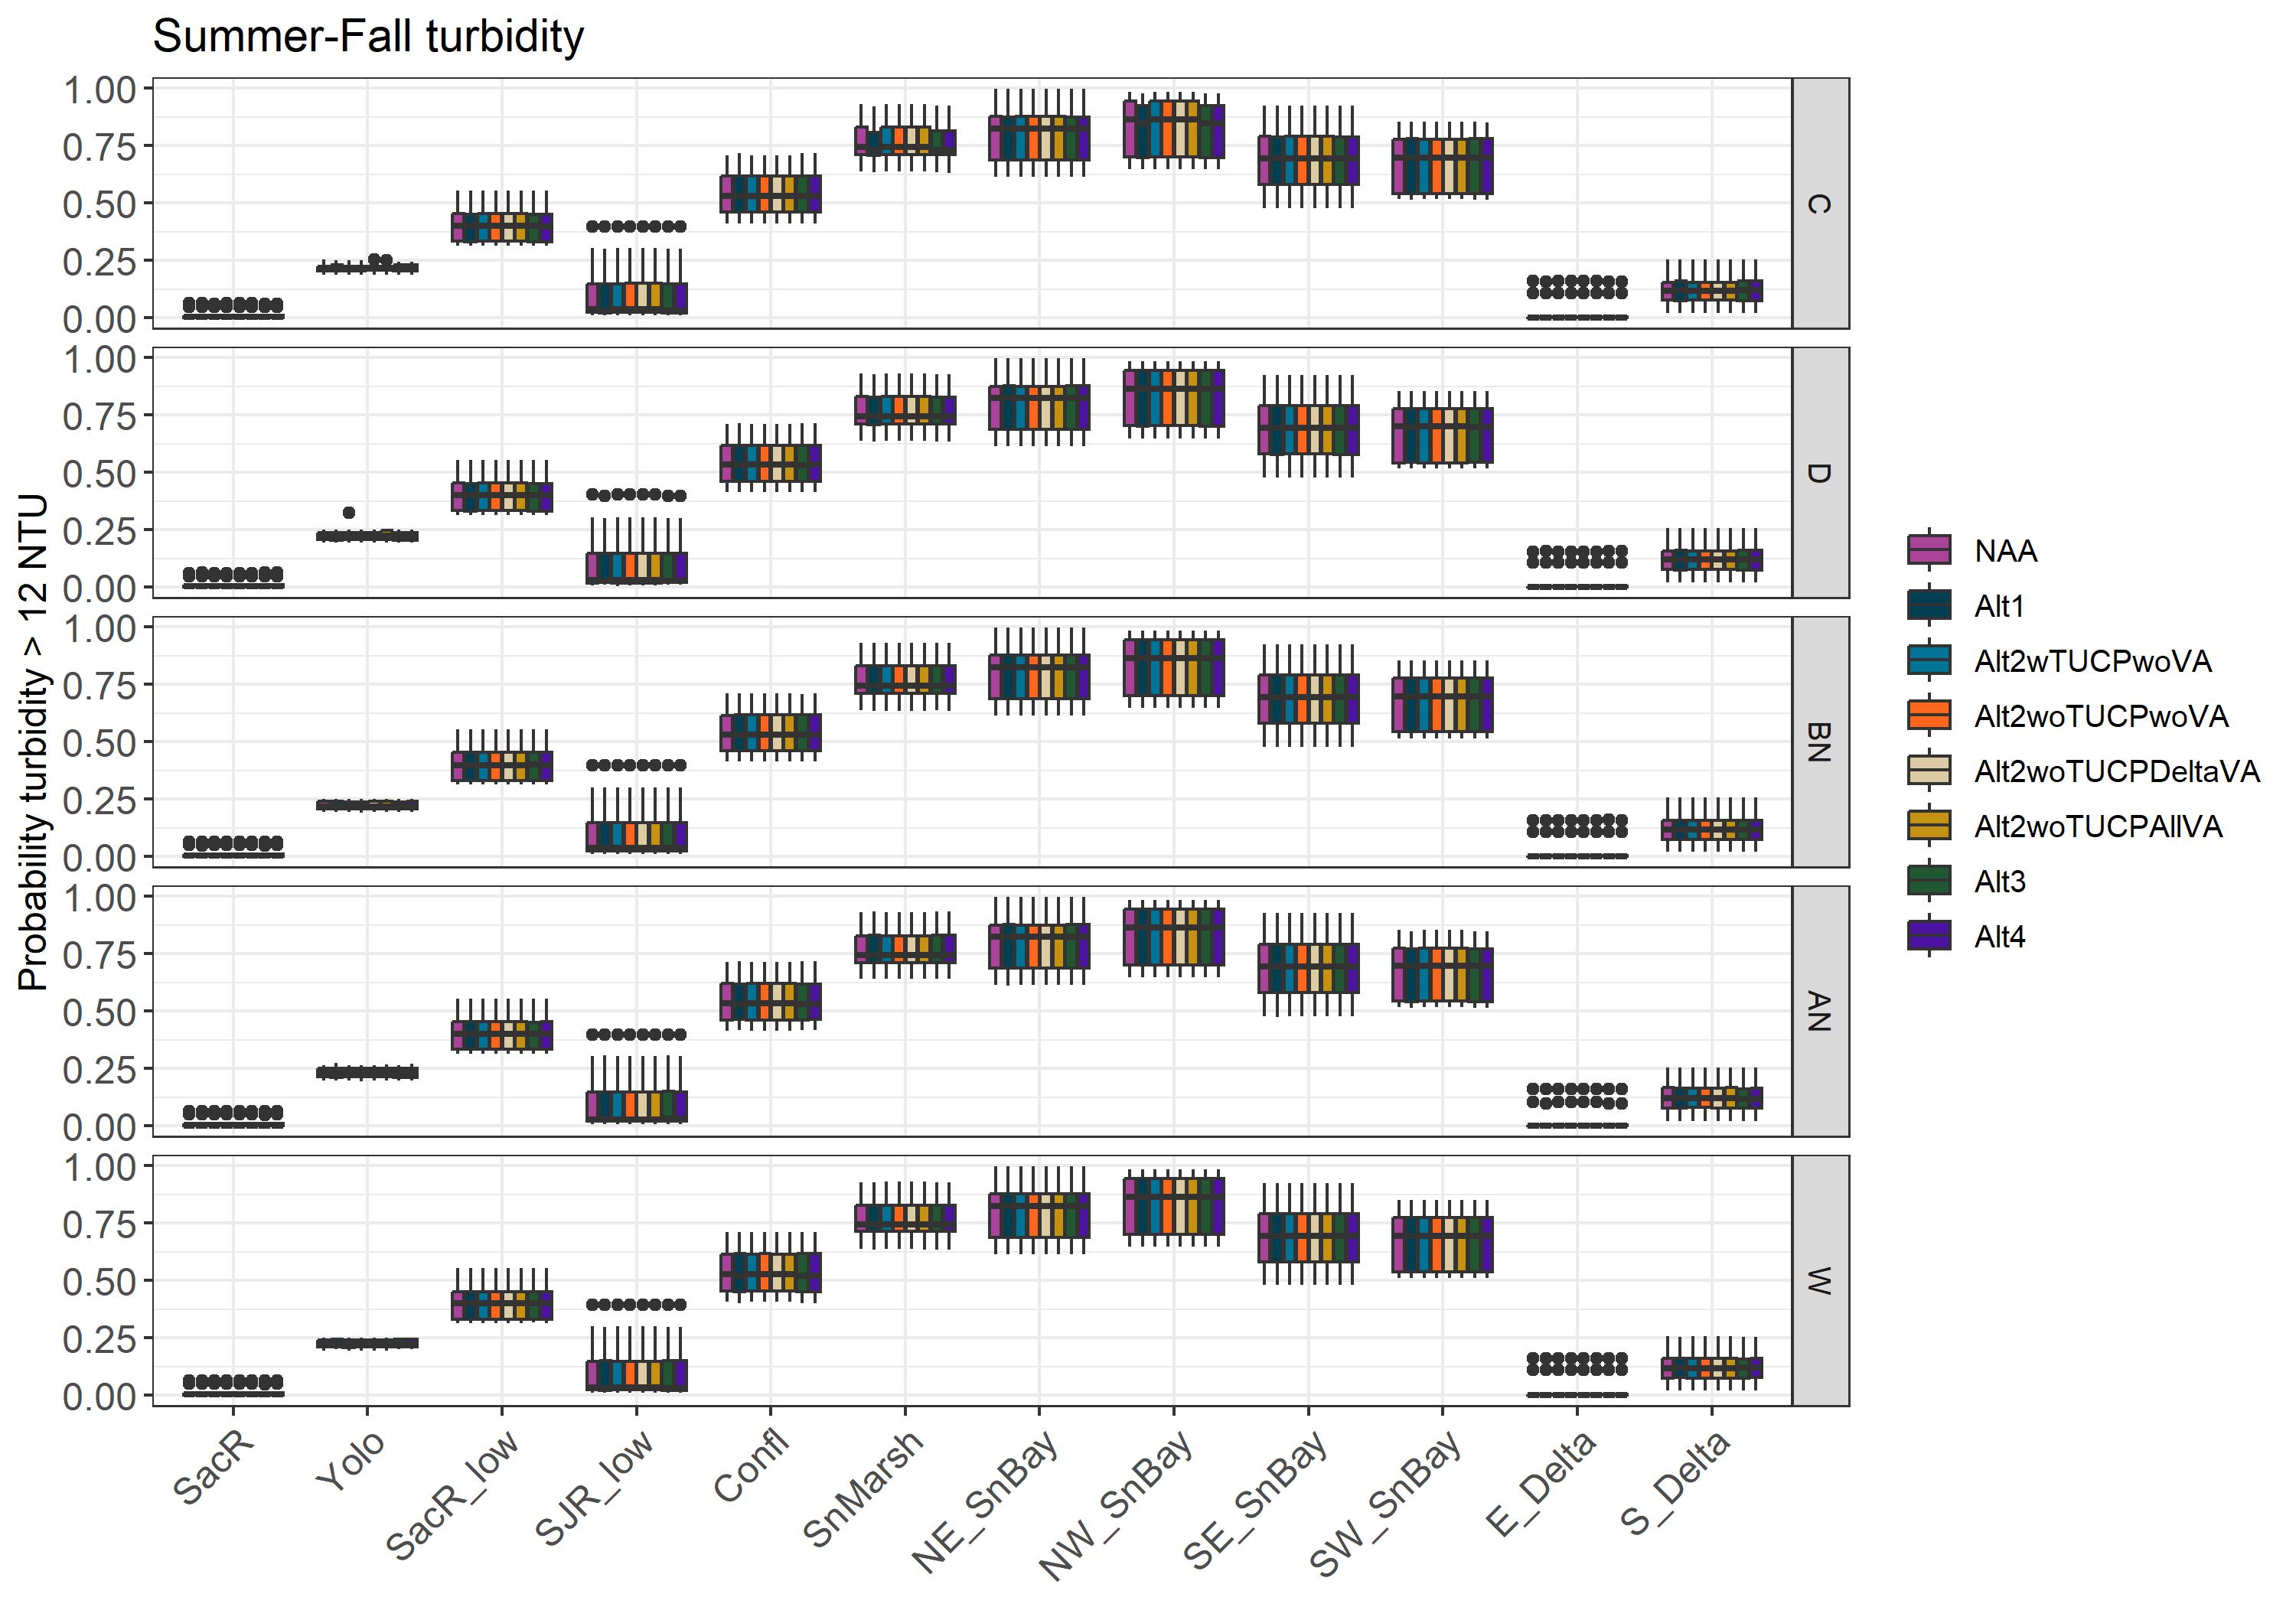 Summer-Fall turbidity
Probability turbidity > 12 NTU
1.00
0.75
0.50
0.25
0.00
C
1.00
0.75
0.50
0.25
0.00
D
1.00
0.75
0.50
0.25
0.00
BN
1.00
0.75
0.50
0.25
0.00
AN
1.00
0.75
0.50
0.25
0.00
W
SacR
Yolo
SacR_low
SJR_low
Confl
SnMarsh
NE_SnBay
NW_SnBay
SE_SnBay
SW_SnBay
E_Delta
S_Delta
NAA
Alt1
Alt2wTUCPwoVA
Alt2woTUCPwoVA
Alt2woTUCPDeltaVA
Alt2woTUCPAllVA
Alt3
Alt4